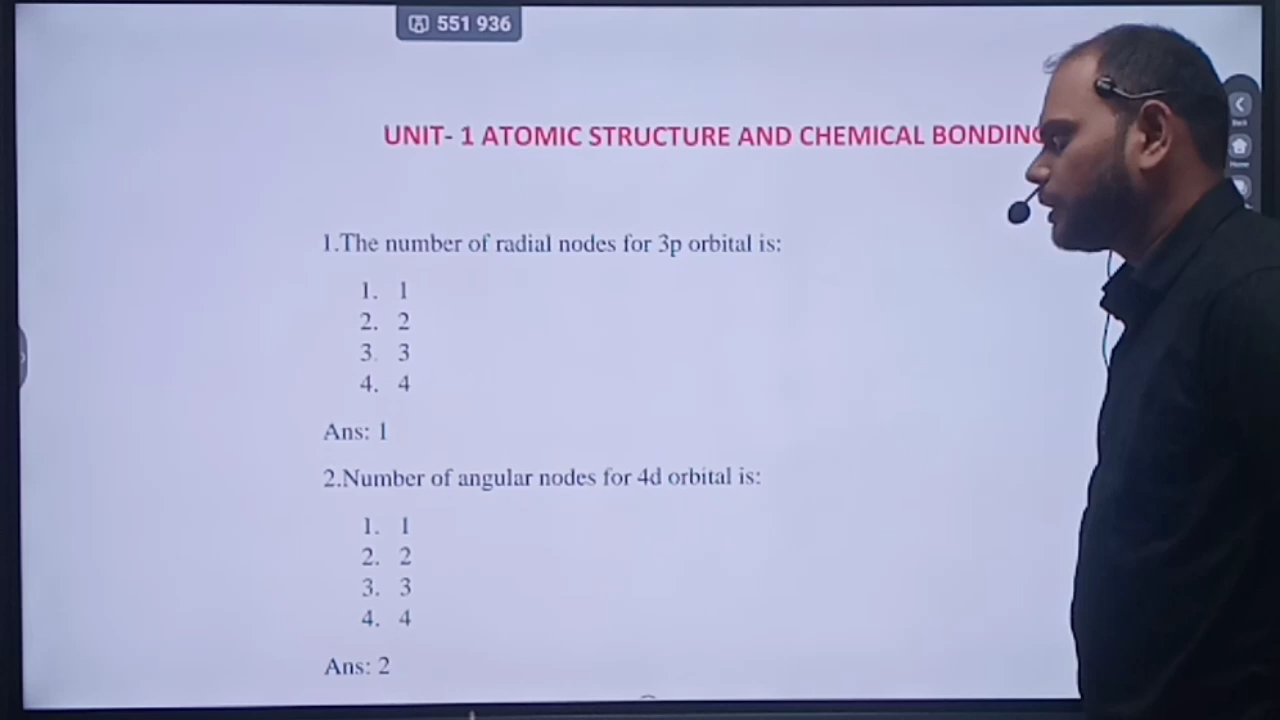 551 936
UNIT- 1 ATOMIC STRUCTURE AND CHEMICAL BONDING
1.The number of radial nodes for 3p orbital is:
1. 1
2. 2
3. 3
4. 4
Ans: 1
2.Number of angular nodes for 4d orbital is:
1. 1
2. 2
3. 3
4. 4
Ans: 2
Back
Home